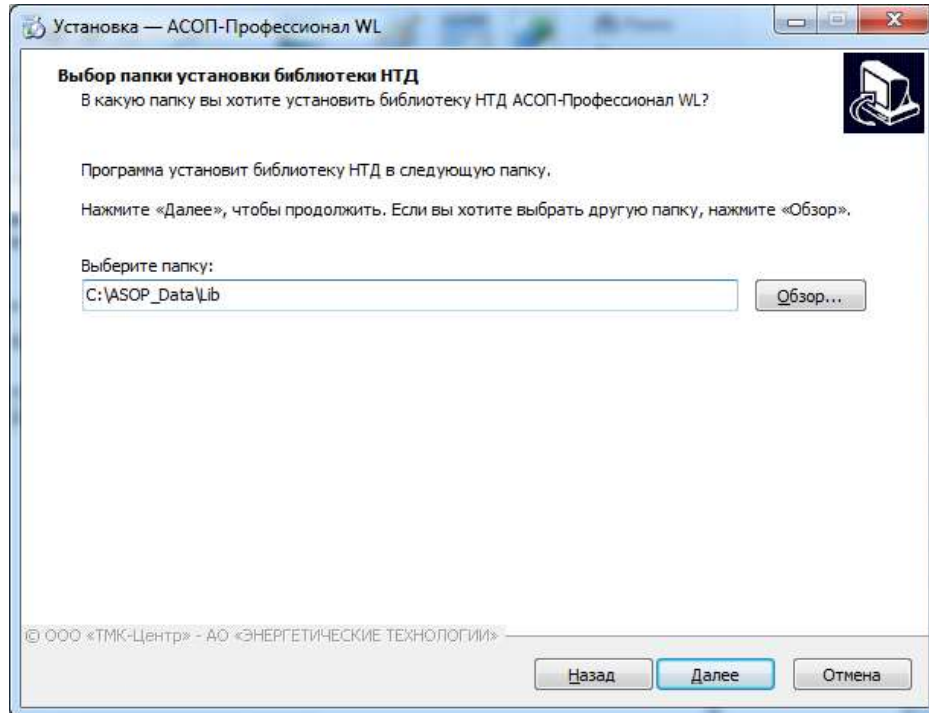 Установка — АСОП-Профессионал WL
Выбор папки установки библиотеки НТД
В какую папку вы хотите установить библиотеку НТД АСОП-Профессионал WL?
Программа установит библиотеку НТД в следующую папку.
Нажмите «Далее», чтобы продолжить. Если вы хотите выбрать другую папку, нажмите «Обзор».
Выберите папку:
C:\ASOP_Data\Lib
Обзор...
© ООО «ТМК-Центр» - АО «ЭНЕРГЕТИЧЕСКИЕ ТЕХНОЛОГИИ»
Назад Далее Отмена